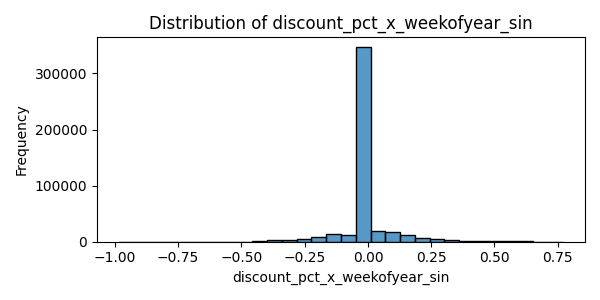 Distribution of discount_pct_x_weekofyear_sin
Frequency
300000
200000
100000
0
−1.00 −0.75 −0.50 −0.25 0.00 0.25 0.50 0.75
discount_pct_x_weekofyear_sin